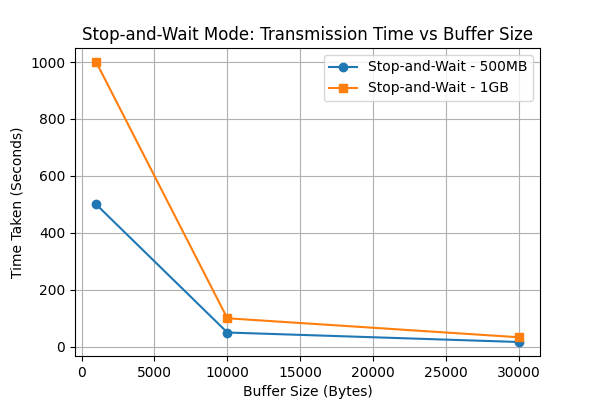 Stop-and-Wait Mode: Transmission Time vs Buffer Size
Stop-and-Wait - 500MB
Stop-and-Wait - 1GB
Time Taken (Seconds)
1000
800
600
400
200
0
0 5000 10000 15000 20000 25000 30000
Buffer Size (Bytes)